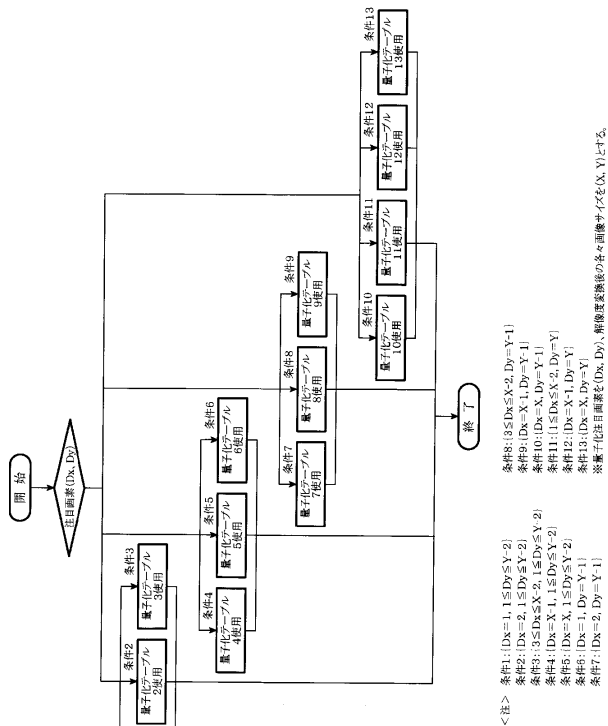 開 始
注目画素(Dx, Dy)
条件2
量子化テーブル
2使用
条件3
量子化テーブル
3使用
条件4
量子化テーブル
4使用
条件5
量子化テーブル
5使用
条件6
量子化テーブル
6使用
条件7
量子化テーブル
7使用
条件8
量子化テーブル
8使用
条件9
量子化テーブル
9使用
条件10
量子化テーブル
10使用
条件11
量子化テーブル
11使用
条件12
量子化テーブル
12使用
条件13
量子化テーブル
13使用
終 了
<注> 条件1:{Dx=1, 1≦Dy≦Y-2}
条件2:{Dx=2, 1≦Dy≦Y-2}
条件3:{3≦Dx≦X-2, 1≦Dy≦Y-2}
条件4:{Dx=X-1, 1≦Dy≦Y-2}
条件5:{Dx=X, 1≦Dy≦Y-2}
条件6:{Dx=1, Dy=Y-1}
条件7:{Dx=2, Dy=Y-1}
条件8:{3≦Dx≦X-2, Dy=Y-1}
条件9:{Dx=X-1, Dy=Y-1}
条件10:{Dx=X, Dy=Y-1}
条件11:{1≦Dx≦X-2, Dy=Y}
条件12:{Dx=X-1, Dy=Y}
条件13:{Dx=X, Dy=Y}
※量子化注目画素を(Dx, Dy)、解像度変換後の各々画像サイズを(X, Y)とする。